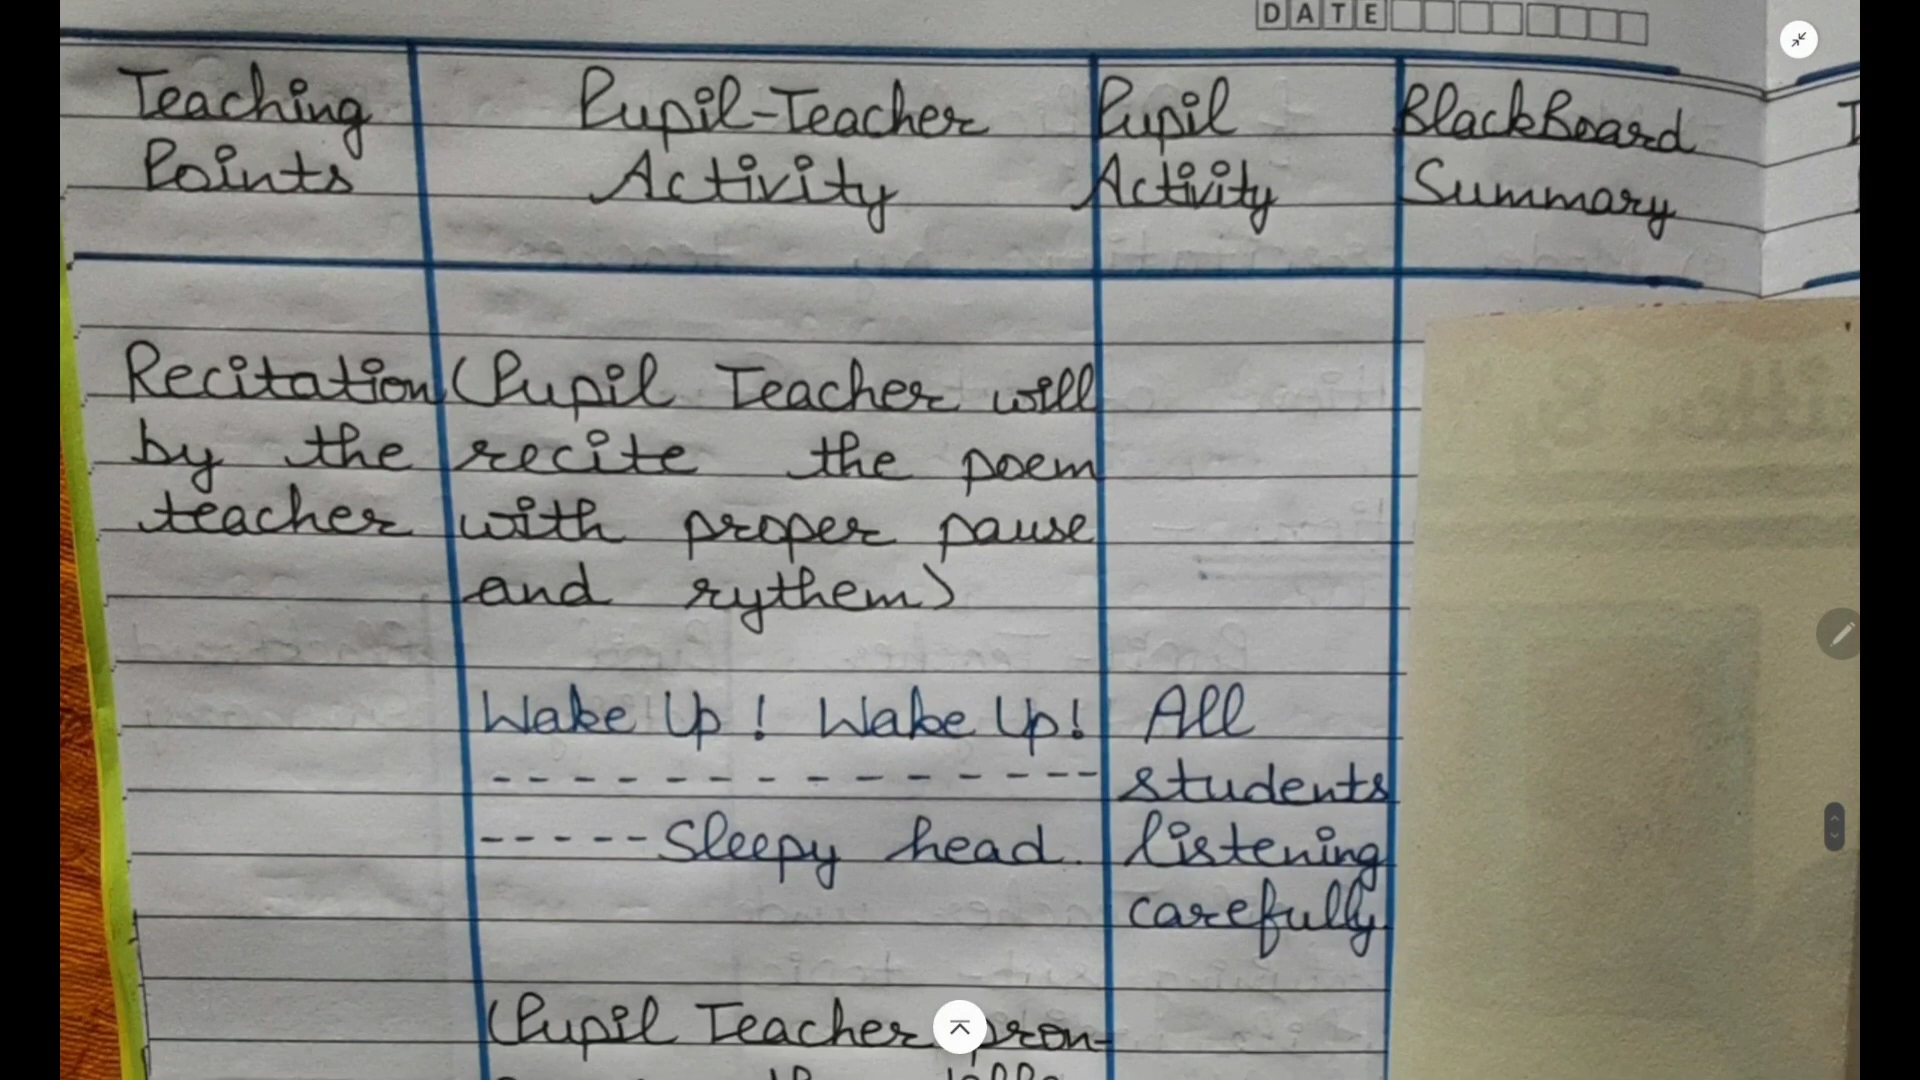 DATE
Teaching Points
Pupil-Teacher Activity
Pupil Activity
BlackBoard Summary
Recitation by the teacher
(Pupil Teacher will
recite the poem
with proper pause
and rythem)
Wake Up! Wake Up!
- - - - - - - - - - - - - - - -
- - - - - Sleepy head.
All
students
listening
carefully
(Pupil Teacher pron-